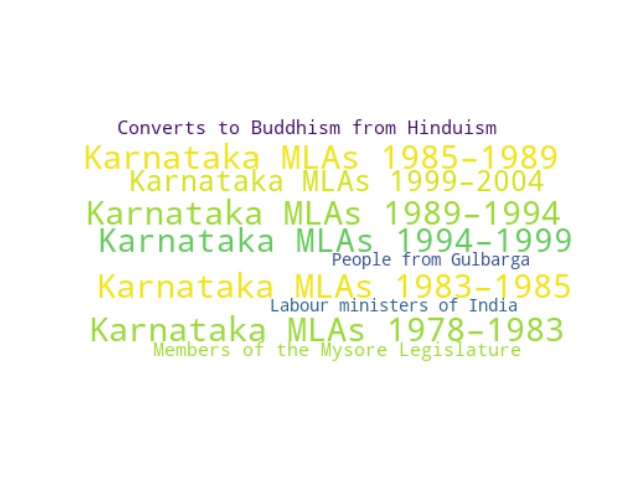 Converts to Buddhism from Hinduism
Karnataka MLAs 1985–1989
Karnataka MLAs 1999–2004
Karnataka MLAs 1989–1994
Karnataka MLAs 1994–1999
People from Gulbarga
Karnataka MLAs 1983–1985
Labour ministers of India
Karnataka MLAs 1978–1983
Members of the Mysore Legislature